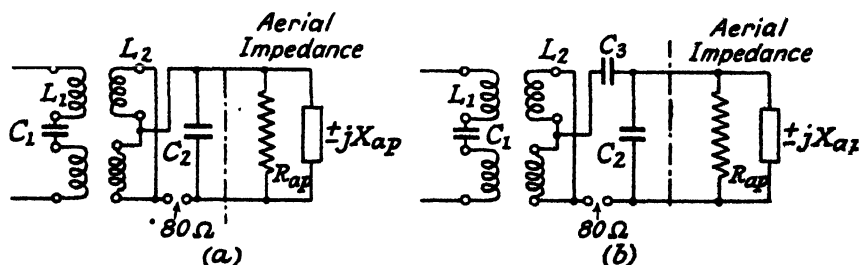 Aerial
Impedance
L₂
L₁
C₁
C₂
Rap
±jXap
80Ω
(a)
Aerial
Impedance
C₃
L₂
L₁
C₁
C₂
Rap
±jXap
80Ω
(b)